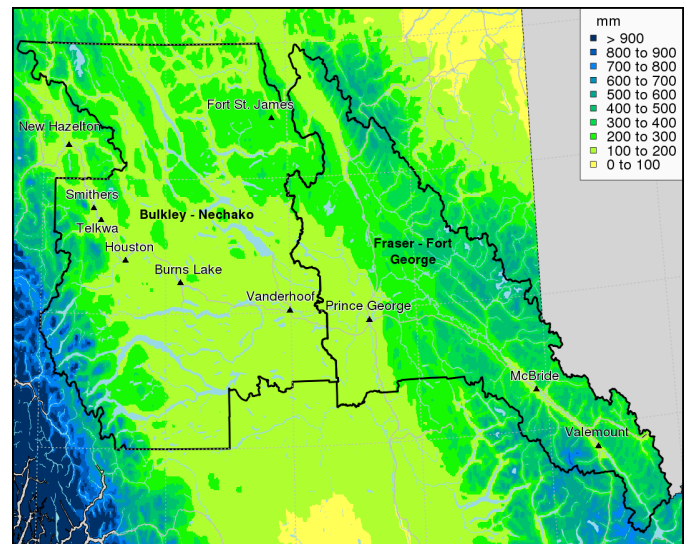 mm
> 900
800 to 900
700 to 800
600 to 700
500 to 600
400 to 500
300 to 400
200 to 300
100 to 200
0 to 100
Fort St. James
New Hazelton
Smithers
Telkwa
Bulkley - Nechako
Houston
Fraser - Fort
George
Burns Lake
Vanderhoof
Prince George
McBride
Valemount